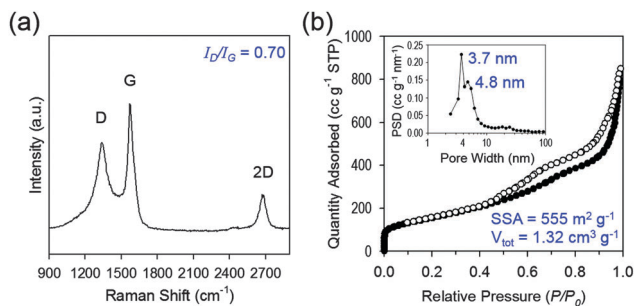 (a)
I_D/I_G = 0.70
D
G
2D
Intensity (a.u.)
900 1200 1500 1800 2100 2400 2700
Raman Shift (cm⁻¹)
(b)
Quantity Adsorbed (cc g⁻¹ STP)
1000
800
600
400
200
0
0.0 0.2 0.4 0.6 0.8 1.0
Relative Pressure (P/P₀)
PSD (cc g⁻¹ nm⁻¹)
0.25
0.20
0.15
0.10
0.05
0.00
1 4 10 40 100
Pore Width (nm)
3.7 nm
4.8 nm
SSA = 555 m² g⁻¹
V_tot = 1.32 cm³ g⁻¹